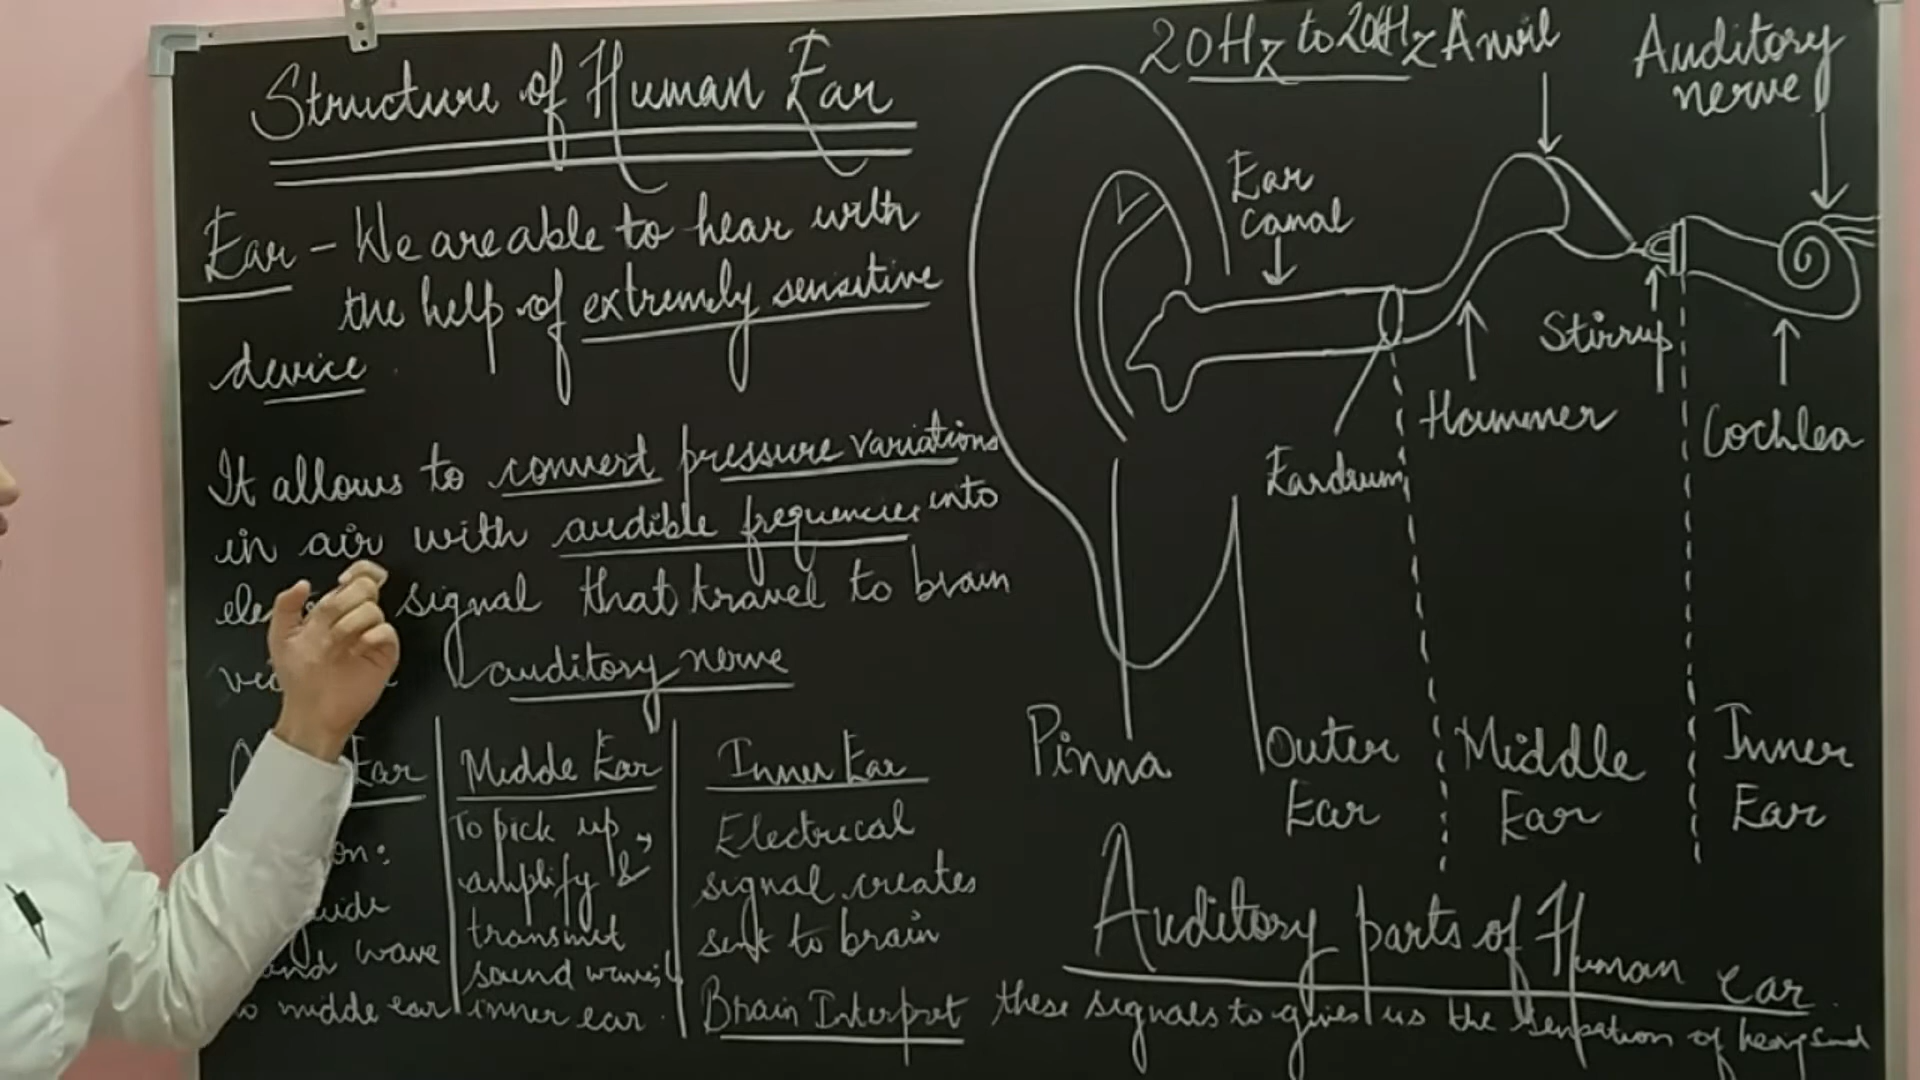 Structure of Human Ear
Ear - We are able to hear with
the help of extremly sensitive
device.
It allows to convert pressure variations
in air with audible frequencies into
signal that travel to brain
auditory nerve
Ear
wave
to midde ear
Midde Ear
To pick up,
amplify &
transmit
sound waves
inner ear.
Inner Ear
Electrical
signal creates
sent to brain
Brain Interpret these signals to gives us the sensation of
20Hz to 20KHz
Anvil
Auditory
nerve
Ear
canal
Stirrup
Hammer
Cochlea
Eardrum
Pinna
Outer
Ear
Middle
Ear
Inner
Ear
Auditory parts of Human ear